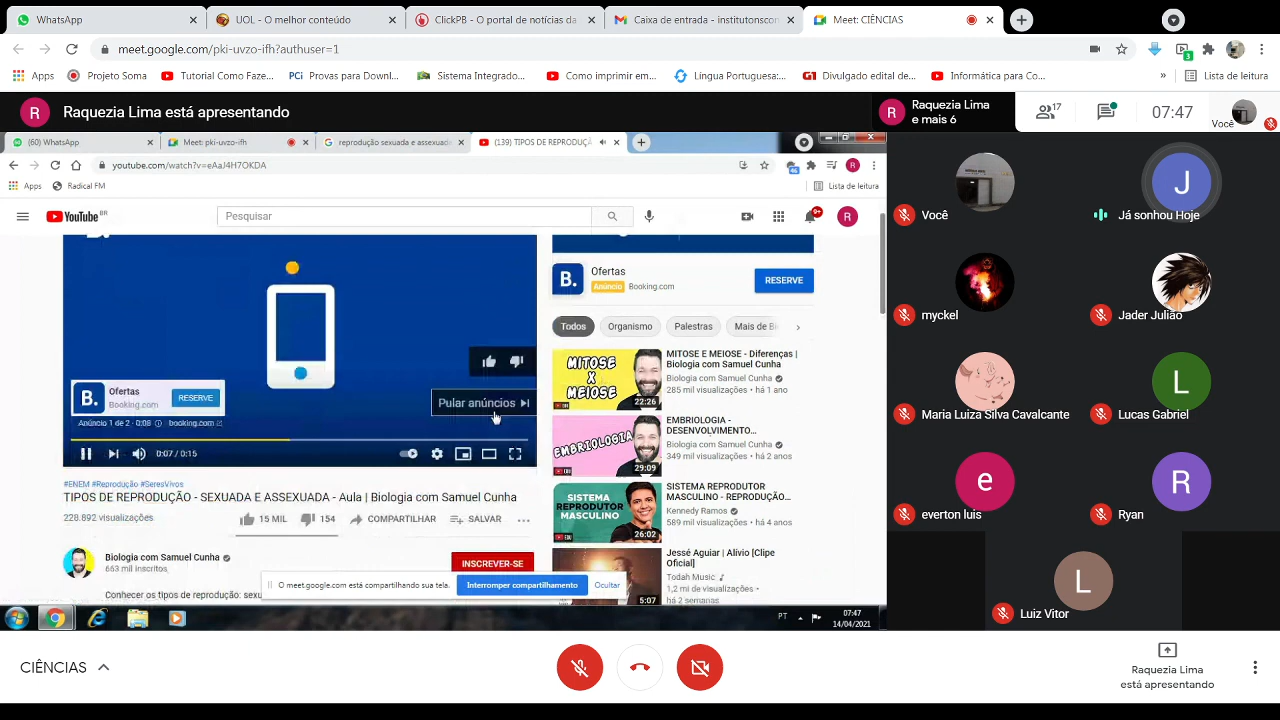 WhatsApp
UOL - O melhor conteúdo
ClickPB - O portal de notícias da
Caixa de entrada - institutonscon
Meet: CIÊNCIAS
meet.google.com/pki-uvzo-ifh?authuser=1
3
Apps
Projeto Soma
Tutorial Como Faze...
PCi Provas para Downl...
Sistema Integrado...
Como imprimir em...
Língua Portuguesa:...
G1 Divulgado edital de...
Informática para Co...
»
Lista de leitura
R
Raquezia Lima está apresentando
R
Raquezia Lima
e mais 6
17
07:47
Você
(60) WhatsApp
Meet: pki-uvzo-ifh
reprodução sexuada e assexuada
(139) TIPOS DE REPRODUÇÃ
youtube.com/watch?v=eAaJ4H7OKDA
46
R
Apps
Radical FM
Lista de leitura
YouTube BR
Pesquisar
9+
R
B.
Ofertas
Anúncio Booking.com
RESERVE
Todos
Organismo
Palestras
Mais de Bi
B.
Ofertas
Booking.com
RESERVE
Pular anúncios
Anúncio 1 de 2 · 0:08
booking.com
0:07 / 0:15
MITOSE X MEIOSE
22:26
MITOSE E MEIOSE - Diferenças |
Biologia com Samuel Cunha
Biologia com Samuel Cunha
285 mil visualizações · há 1 ano
EMBRIOLOGIA
29:09
EMBRIOLOGIA -
DESENVOLVIMENTO...
Biologia com Samuel Cunha
349 mil visualizações · há 2 anos
SISTEMA
REPRODUTOR
MASCULINO
26:02
SISTEMA REPRODUTOR
MASCULINO - REPRODUÇÃO...
Kennedy Ramos
589 mil visualizações · há 4 anos
5:07
Jessé Aguiar | Alívio [Clipe
Oficial]
Todah Music
1,2 mi de visualizações ·
há 2 semanas
#ENEM #Reprodução #SeresVivos
TIPOS DE REPRODUÇÃO - SEXUADA E ASSEXUADA - Aula | Biologia com Samuel Cunha
228.892 visualizações
15 MIL
154
COMPARTILHAR
SALVAR
Biologia com Samuel Cunha
663 mil inscritos
INSCREVER-SE
Conhecer os tipos de reprodução: sexu
O meet.google.com está compartilhando sua tela.
Interromper compartilhamento
Ocultar
PT
07:47
14/04/2021
Você
J
Já sonhou Hoje
myckel
Jader Julião
Maria Luiza Silva Cavalcante
L
Lucas Gabriel
e
everton luis
R
Ryan
L
Luiz Vitor
CIÊNCIAS
Raquezia Lima
está apresentando